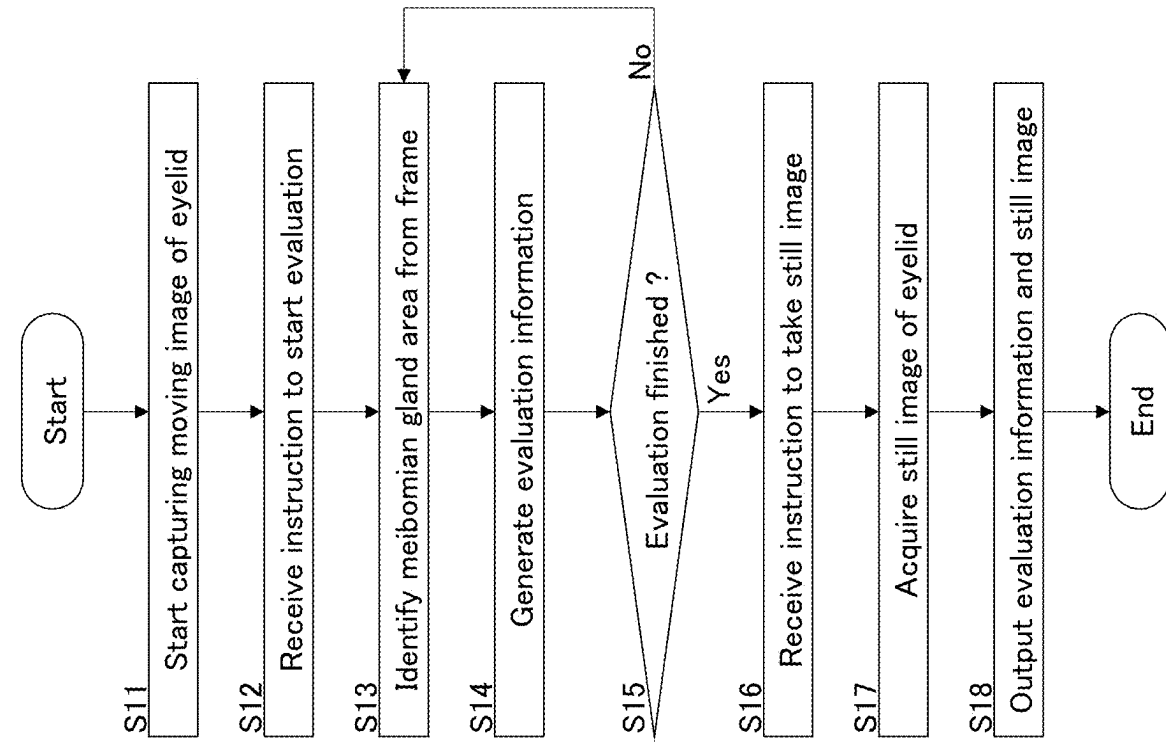 Start
S11
Start capturing moving image of eyelid
S12
Receive instruction to start evaluation
S13
Identify meibomian gland area from frame
S14
Generate evaluation information
S15
Evaluation finished ?
No
Yes
S16
Receive instruction to take still image
S17
Acquire still image of eyelid
S18
Output evaluation information and still image
End